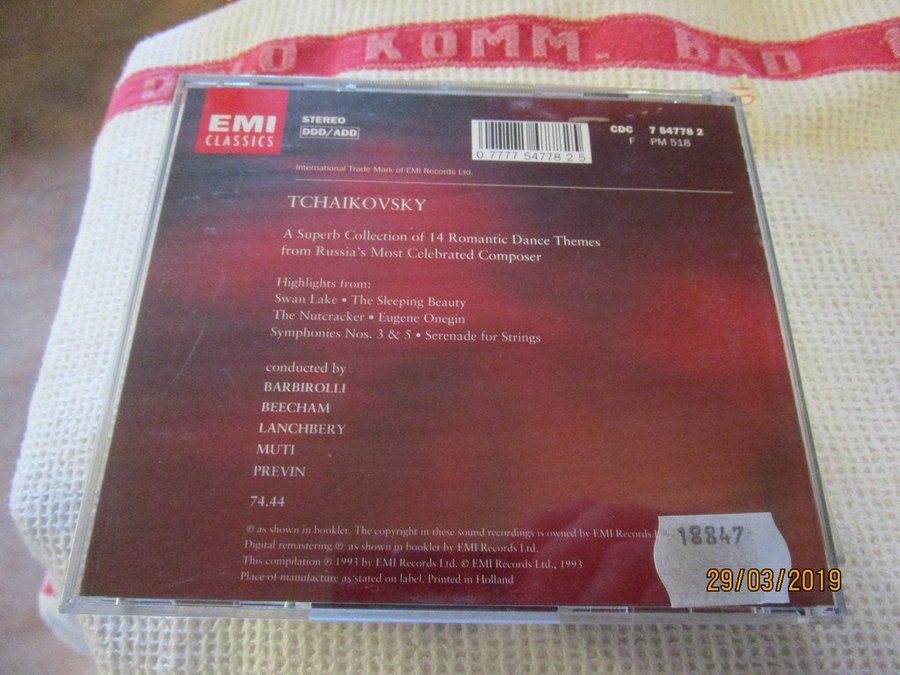 KOMM. BAD
EMI
CLASSICS
STEREO
DDD/ADD
0 7777 54778 2 5
CDC 7 54778 2
F PM 518
International Trade Mark of EMI Records Ltd.
TCHAIKOVSKY
A Superb Collection of 14 Romantic Dance Themes
from Russia's Most Celebrated Composer
Highlights from:
Swan Lake • The Sleeping Beauty
The Nutcracker • Eugene Onegin
Symphonies Nos. 3 & 5 • Serenade for Strings
conducted by
BARBIROLLI
BEECHAM
LANCHBERY
MUTI
PREVIN
74.44
℗ as shown in booklet. The copyright in these sound recordings is owned by EMI Records
Digital remastering ℗ as shown in booklet by EMI Records Ltd.
This compilation ℗ 1993 by EMI Records Ltd. © EMI Records Ltd., 1993
Place of manufacture as stated on label. Printed in Holland
18847
29/03/2019